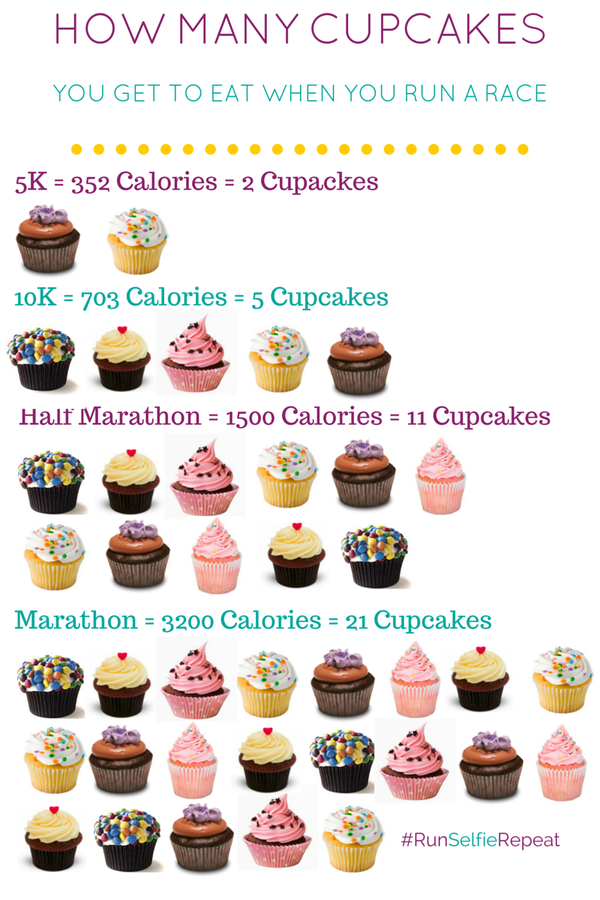 HOW MANY CUPCAKES
YOU GET TO EAT WHEN YOU RUN A RACE
5K = 352 Calories = 2 Cupackes
10K = 703 Calories = 5 Cupcakes
Half Marathon = 1500 Calories = 11 Cupcakes
Marathon = 3200 Calories = 21 Cupcakes
#RunSelfieRepeat